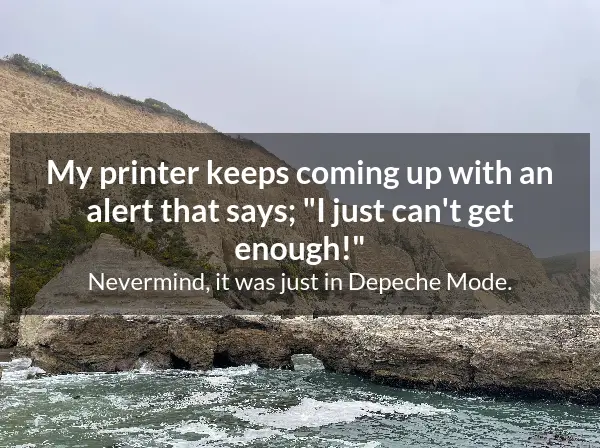 My printer keeps coming up with an
alert that says; "I just can't get
enough!"
Nevermind, it was just in Depeche Mode.